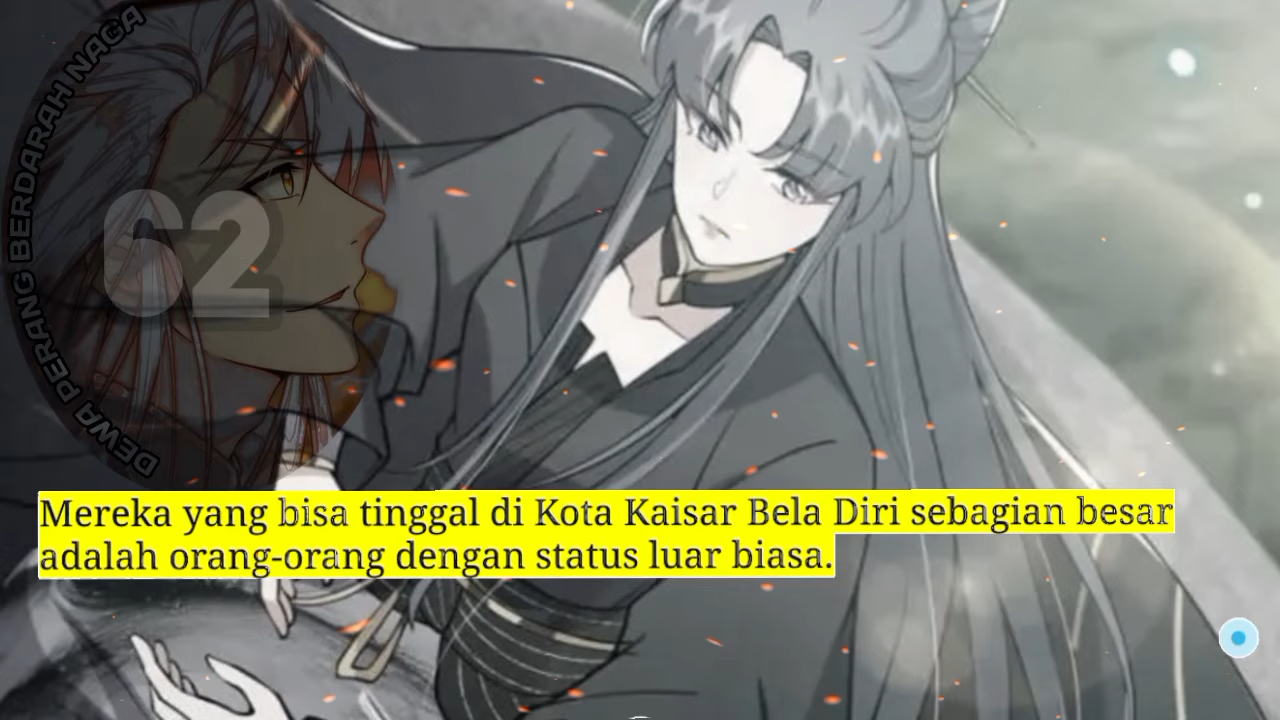 DEWA PERANG BERDARAH NAGA
62
Mereka yang bisa tinggal di Kota Kaisar Bela Diri sebagian besar
adalah orang-orang dengan status luar biasa.